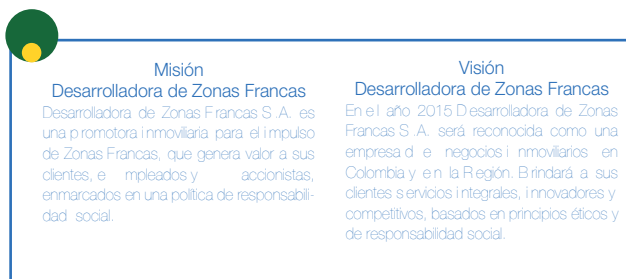 Misión
Desarrolladora de Zonas Francas
Desarrolladora de Zonas Francas S.A. es
una promotora inmoviliaria para el impulso
de Zonas Francas, que genera valor a sus
clientes, empleados y accionistas,
enmarcados en una política de responsabili-
dad social.
Visión
Desarrolladora de Zonas Francas
En el año 2015 Desarrolladora de Zonas
Francas S.A. será reconocida como una
empresa de negocios inmoviliarios en
Colombia y en la Región. Brindará a sus
clientes servicios integrales, innovadores y
competitivos, basados en principios éticos y
de responsabilidad social.